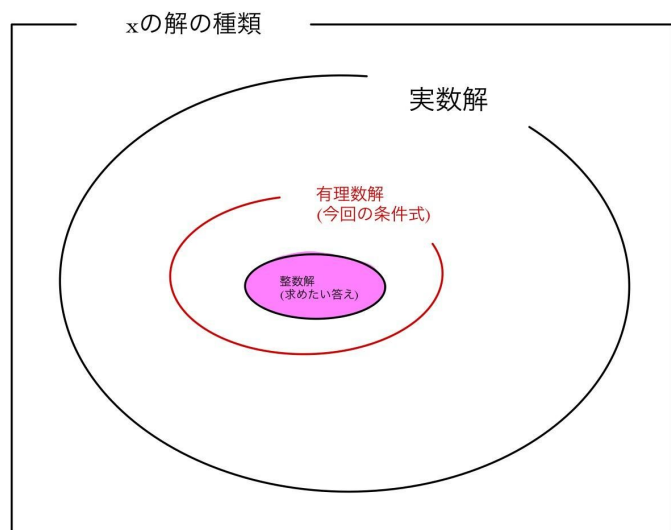 xの解の種類
実数解
有理数解
(今回の条件式)
整数解
(求めたい答え)